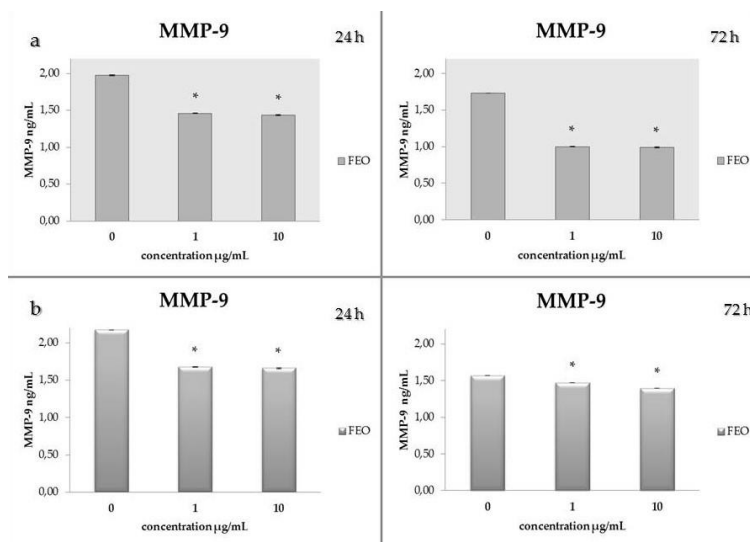 a
MMP-9
24 h
MMP-9 ng/mL
2,00
1,50
1,00
0,50
0,00
*
*
FEO
0
1
10
concentration µg/mL
MMP-9
72 h
MMP-9 ng/mL
2,00
1,50
1,00
0,50
0,00
*
*
FEO
0
1
10
concentration µg/mL
b
MMP-9
24 h
MMP-9 ng/mL
2,00
1,50
1,00
0,50
0,00
*
*
FEO
0
1
10
concentration µg/mL
MMP-9
72 h
MMP-9 ng/mL
2,00
1,50
1,00
0,50
0,00
*
*
FEO
0
1
10
concentration µg/mL